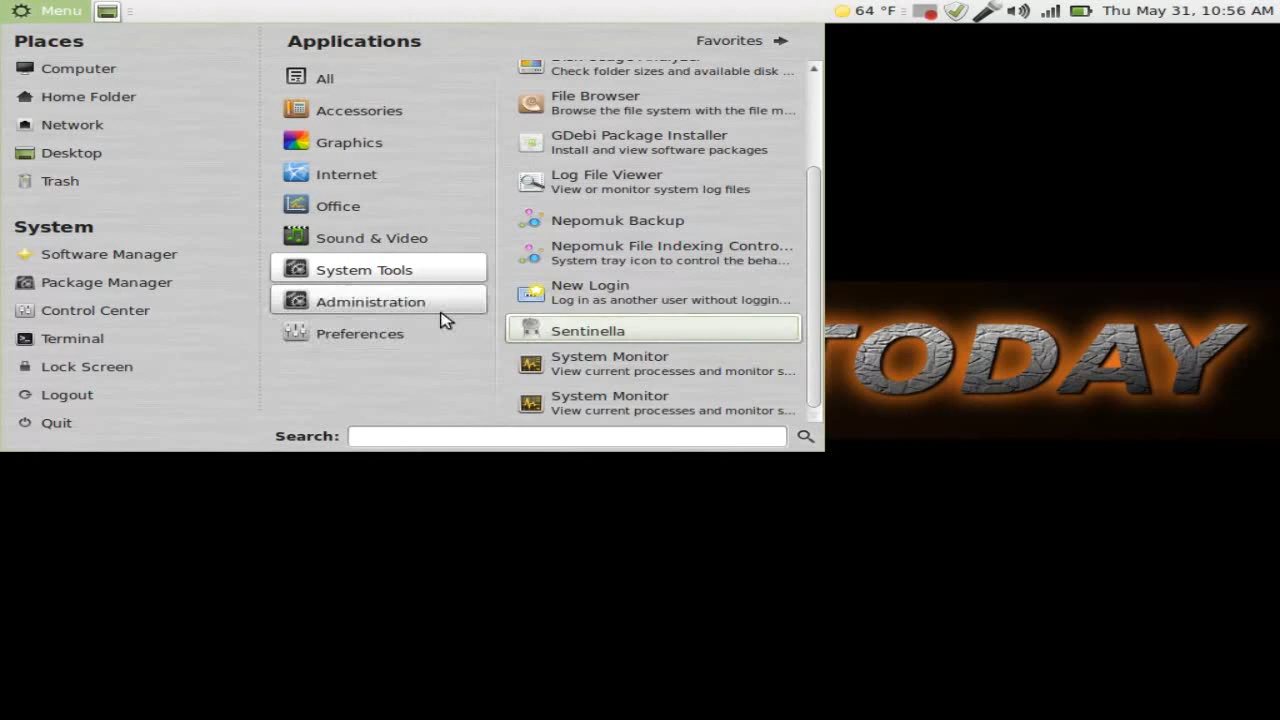 Menu
64 °F
Thu May 31, 10:56 AM
Places
Computer
Home Folder
Network
Desktop
Trash
System
Software Manager
Package Manager
Control Center
Terminal
Lock Screen
Logout
Quit
Applications
Favorites
All
Accessories
Graphics
Internet
Office
Sound & Video
System Tools
Administration
Preferences
Disk Usage Analyzer
Check folder sizes and available disk ...
File Browser
Browse the file system with the file m...
GDebi Package Installer
Install and view software packages
Log File Viewer
View or monitor system log files
Nepomuk Backup
Nepomuk File Indexing Contro...
System tray icon to control the beha...
New Login
Log in as another user without loggin...
Sentinella
System Monitor
View current processes and monitor s...
System Monitor
View current processes and monitor s...
Search:
TODAY